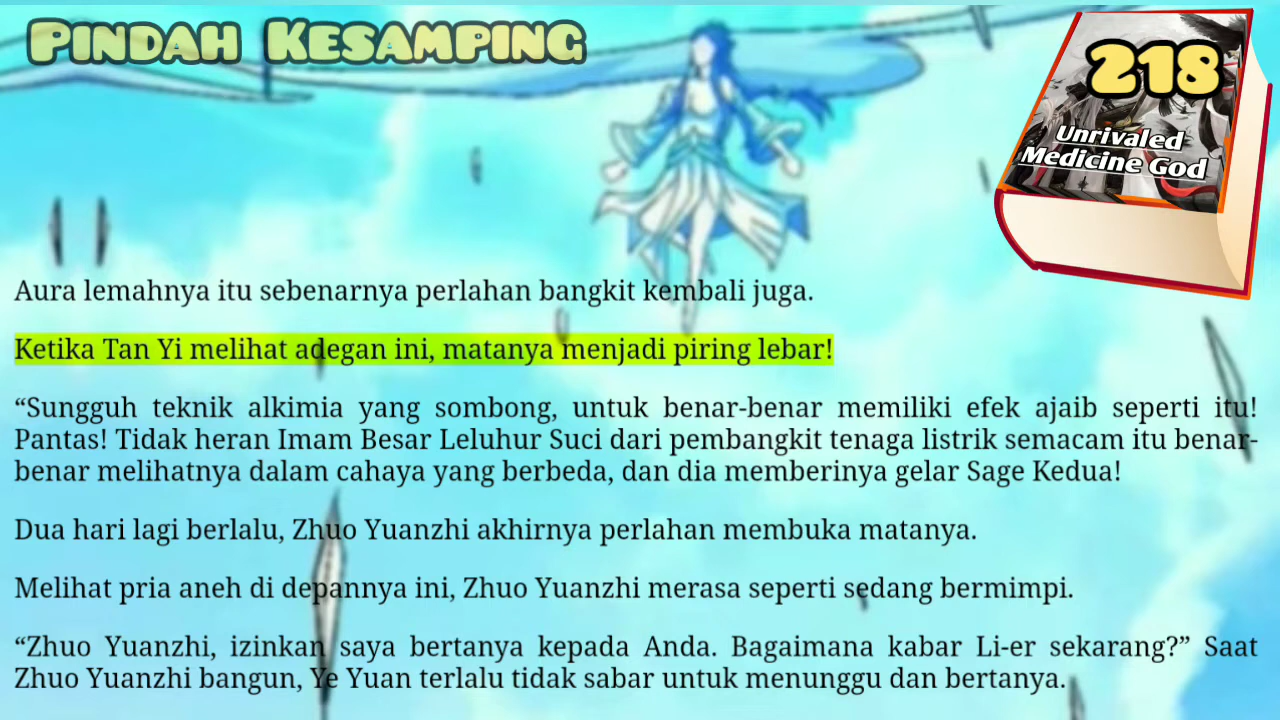 Pindah Kesamping
218
Unrivaled
Medicine God
Aura lemahnya itu sebenarnya perlahan bangkit kembali juga.
Ketika Tan Yi melihat adegan ini, matanya menjadi piring lebar!
“Sungguh teknik alkimia yang sombong, untuk benar-benar memiliki efek ajaib seperti itu!
Pantas! Tidak heran Imam Besar Leluhur Suci dari pembangkit tenaga listrik semacam itu benar-
benar melihatnya dalam cahaya yang berbeda, dan dia memberinya gelar Sage Kedua!
Dua hari lagi berlalu, Zhuo Yuanzhi akhirnya perlahan membuka matanya.
Melihat pria aneh di depannya ini, Zhuo Yuanzhi merasa seperti sedang bermimpi.
“Zhuo Yuanzhi, izinkan saya bertanya kepada Anda. Bagaimana kabar Li-er sekarang?” Saat
Zhuo Yuanzhi bangun, Ye Yuan terlalu tidak sabar untuk menunggu dan bertanya.